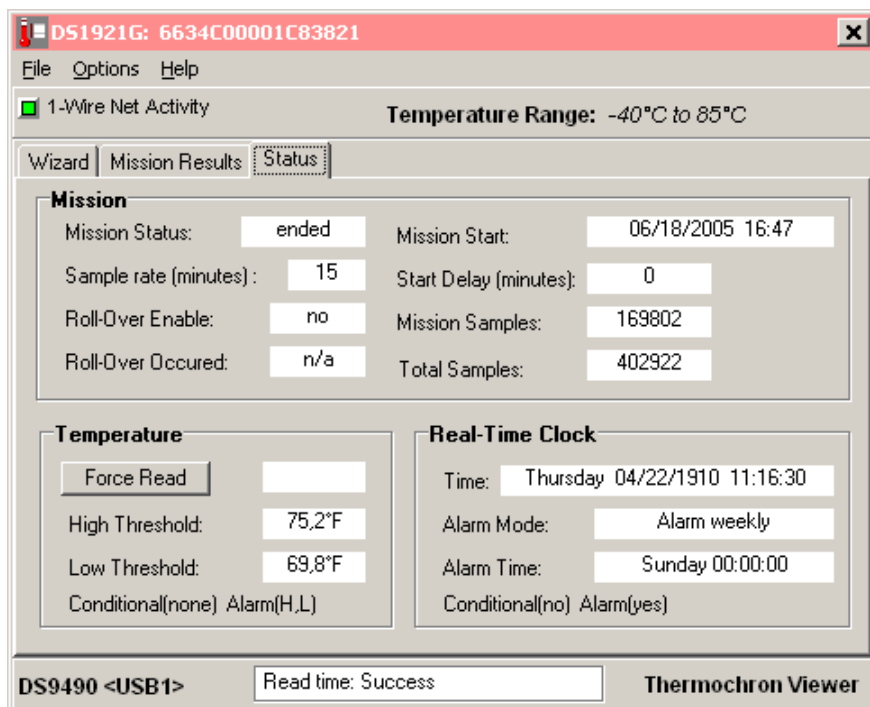 DS1921G: 6634C00001C83821
File Options Help
1-Wire Net Activity
Temperature Range: -40°C to 85°C
Wizard Mission Results Status
Mission
Mission Status: ended
Mission Start: 06/18/2005 16:47
Sample rate (minutes) : 15
Start Delay (minutes): 0
Roll-Over Enable: no
Mission Samples: 169802
Roll-Over Occured: n/a
Total Samples: 402922
Temperature
Force Read
High Threshold: 75,2°F
Low Threshold: 69,8°F
Conditional(none) Alarm(H,L)
Real-Time Clock
Time: Thursday 04/22/1910 11:16:30
Alarm Mode: Alarm weekly
Alarm Time: Sunday 00:00:00
Conditional(no) Alarm(yes)
DS9490 <USB1>
Read time: Success
Thermochron Viewer